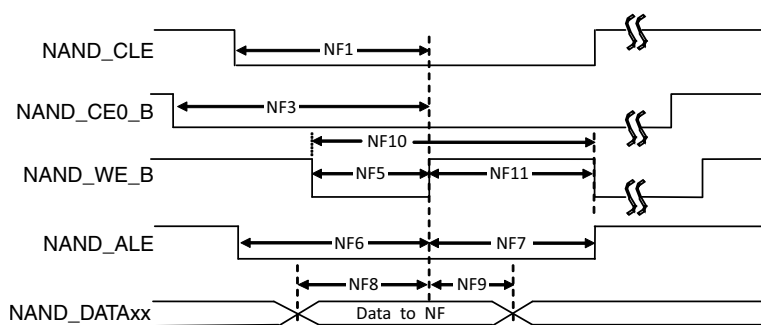 NAND_CLE
NF1
NAND_CE0_B
NF3
NF10
NAND_WE_B
NF5
NF11
NAND_ALE
NF6
NF7
NF8
NF9
NAND_DATAxx
Data to NF